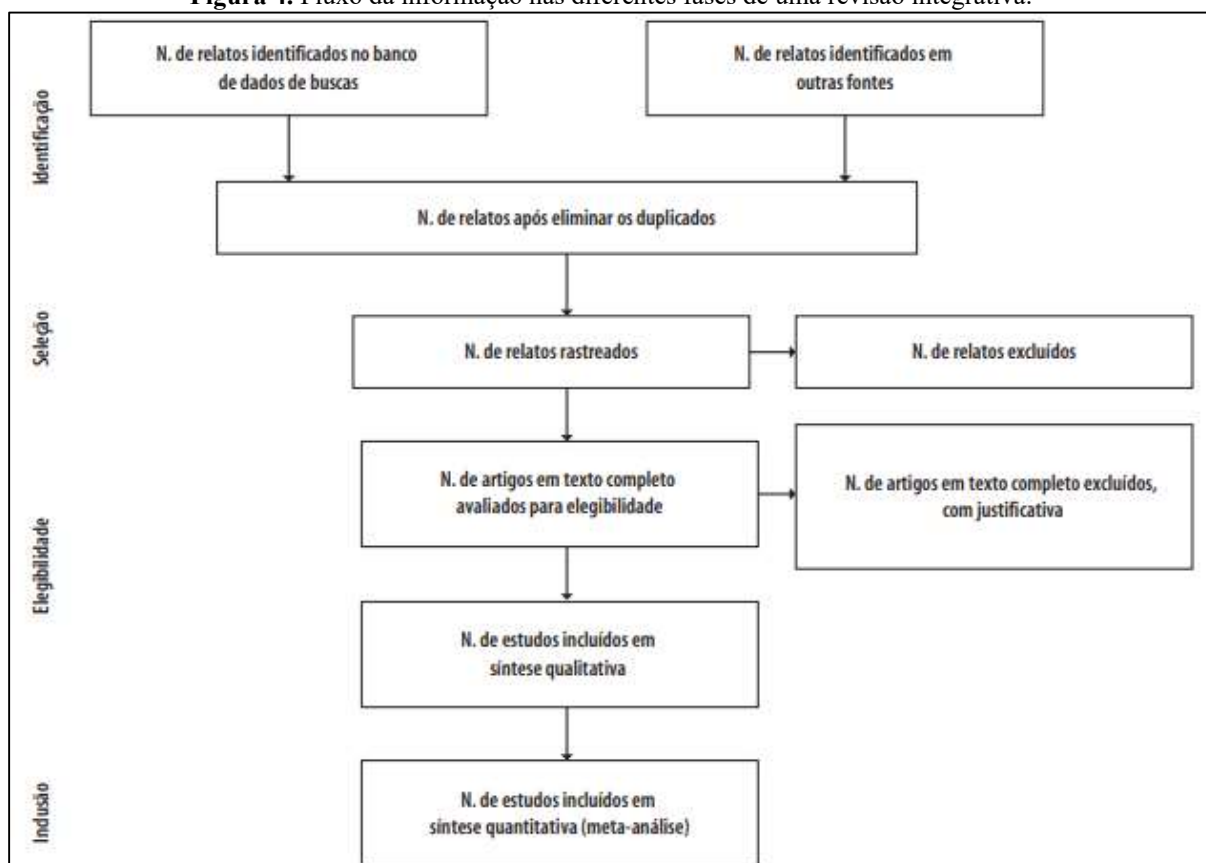 Figura 4. Fluxo da informação nas diferentes fases de uma revisão integrativa.
Identificação
N. de relatos identificados no banco
de dados de buscas
N. de relatos identificados em
outras fontes
N. de relatos após eliminar os duplicados
Seleção
N. de relatos rastreados
N. de relatos excluídos
Elegibilidade
N. de artigos em texto completo
avaliados para elegibilidade
N. de artigos em texto completo excluídos,
com justificativa
N. de estudos incluídos em
síntese qualitativa
Inclusão
N. de estudos incluídos em
síntese quantitativa (meta-análise)